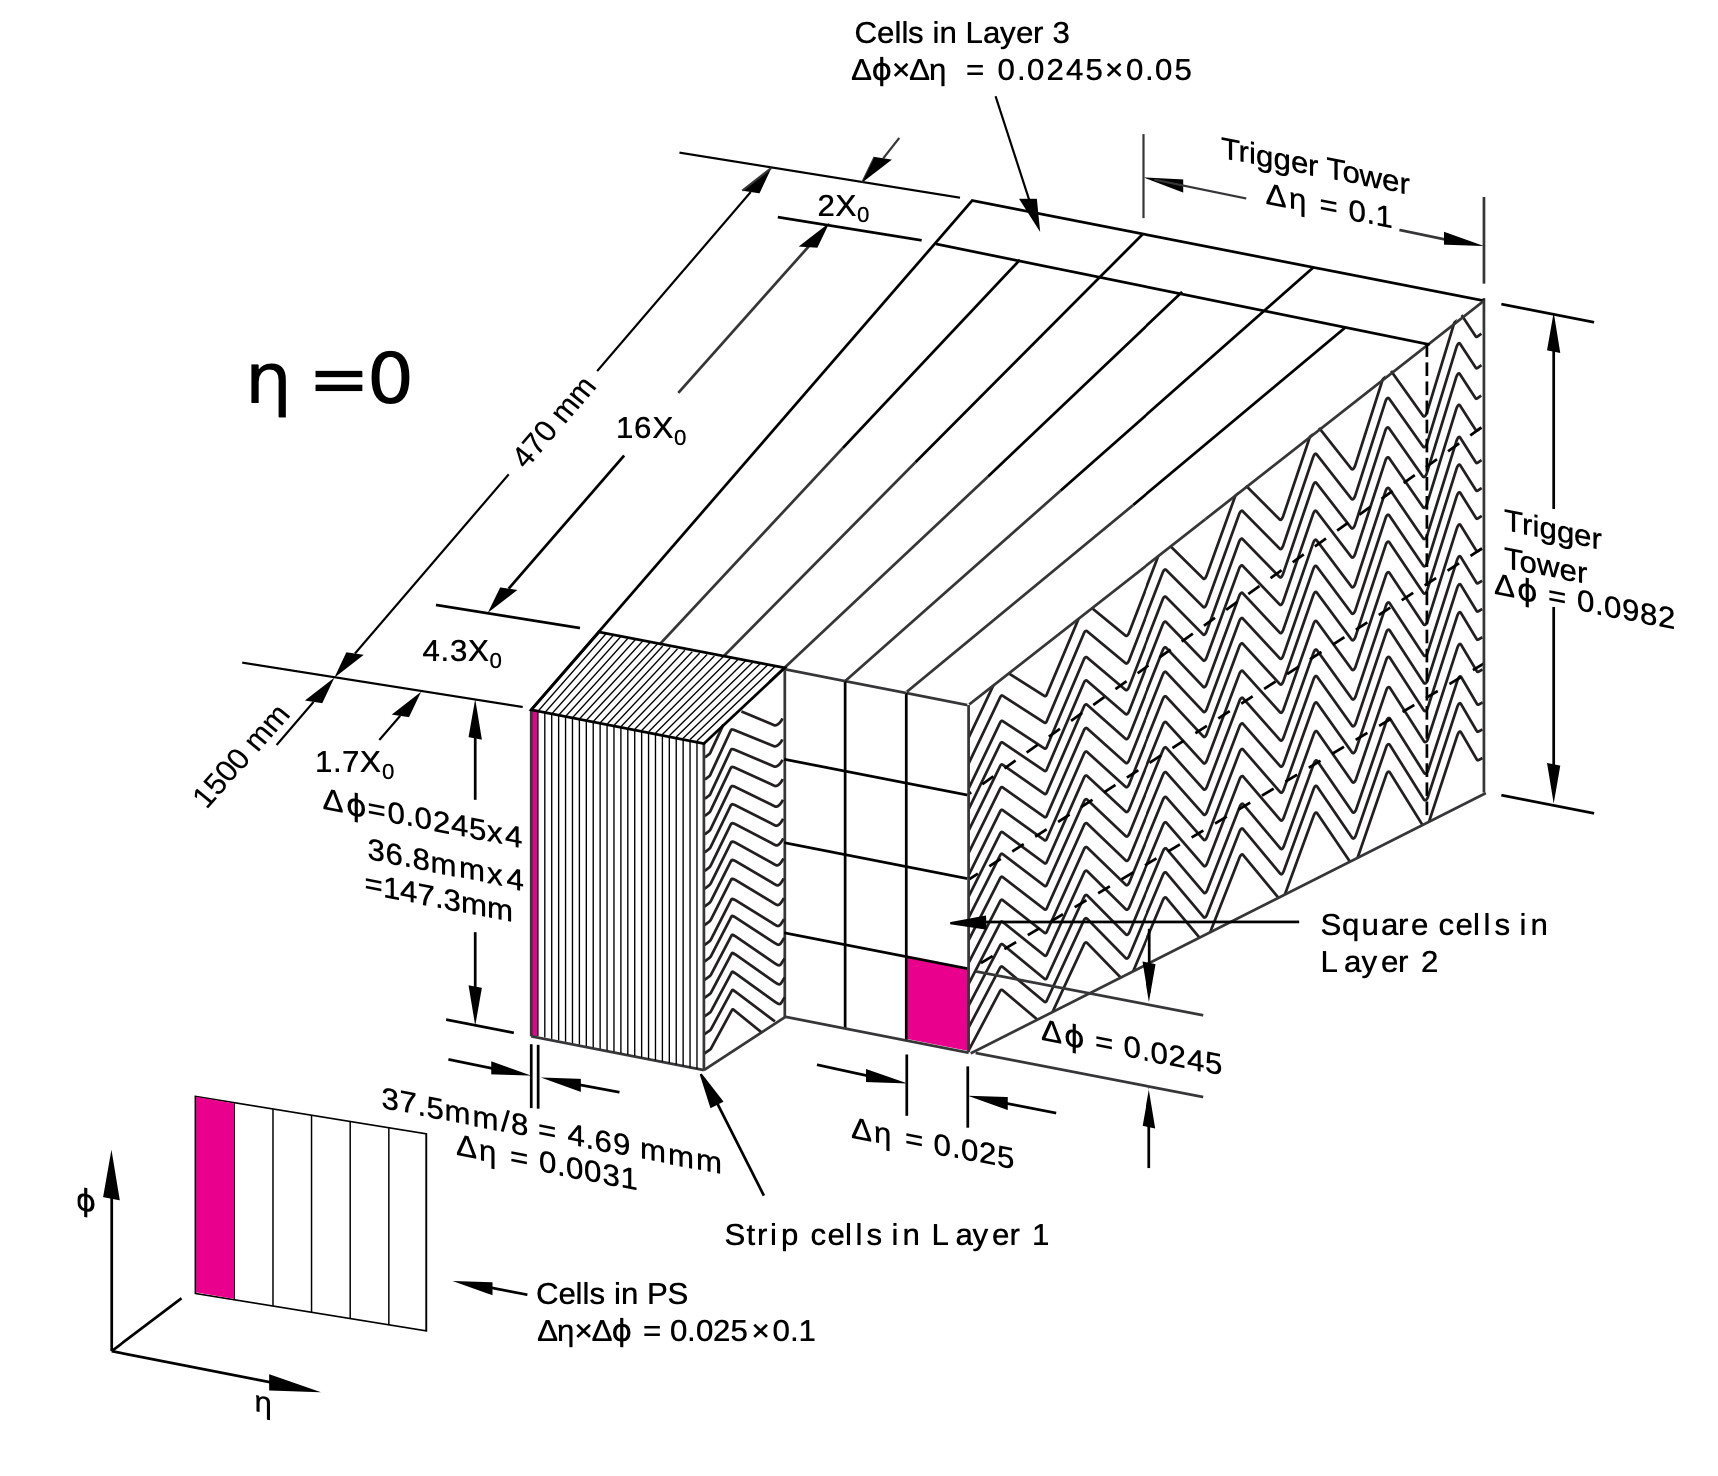 Cells in Layer 3
Δϕ×Δη = 0.0245×0.05
Trigger Tower
Δη = 0.1
2X0
η =0
470 mm
16X0
Trigger
Tower
Δϕ = 0.0982
4.3X0
1500 mm
1.7X0
Δϕ=0.0245x4
36.8mmx4
=147.3mm
Square cells in
Layer 2
Δϕ = 0.0245
37.5mm/8 = 4.69 mmm
Δη = 0.0031
Δη = 0.025
Strip cells in Layer 1
ϕ
Cells in PS
Δη×Δϕ = 0.025×0.1
η